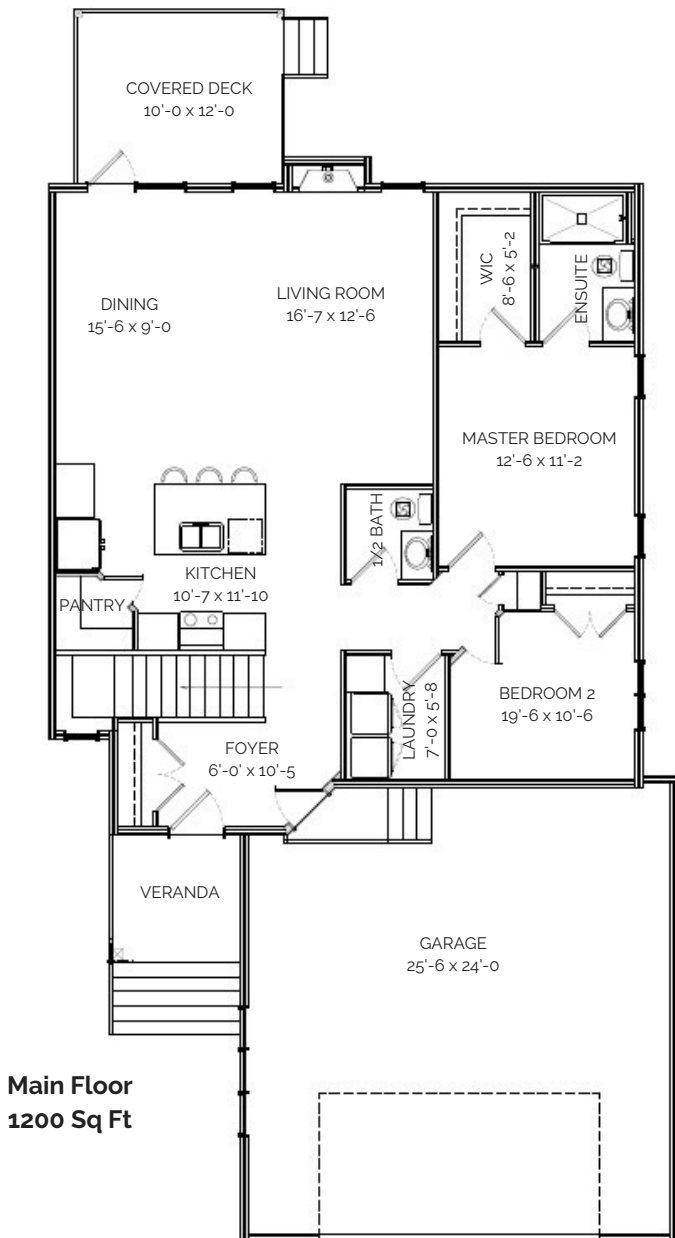 COVERED DECK
10'-0 x 12'-0
DINING
15'-6 x 9'-0
LIVING ROOM
16'-7 x 12'-6
WIC
8'-6 x 5'-2
ENSUITE
MASTER BEDROOM
12'-6 x 11'-2
1/2 BATH
KITCHEN
10'-7 x 11'-10
PANTRY
LAUNDRY
7'-0 x 5'-8
BEDROOM 2
19'-6 x 10'-6
FOYER
6'-0' x 10'-5
VERANDA
GARAGE
25'-6 x 24'-0
Main Floor
1200 Sq Ft